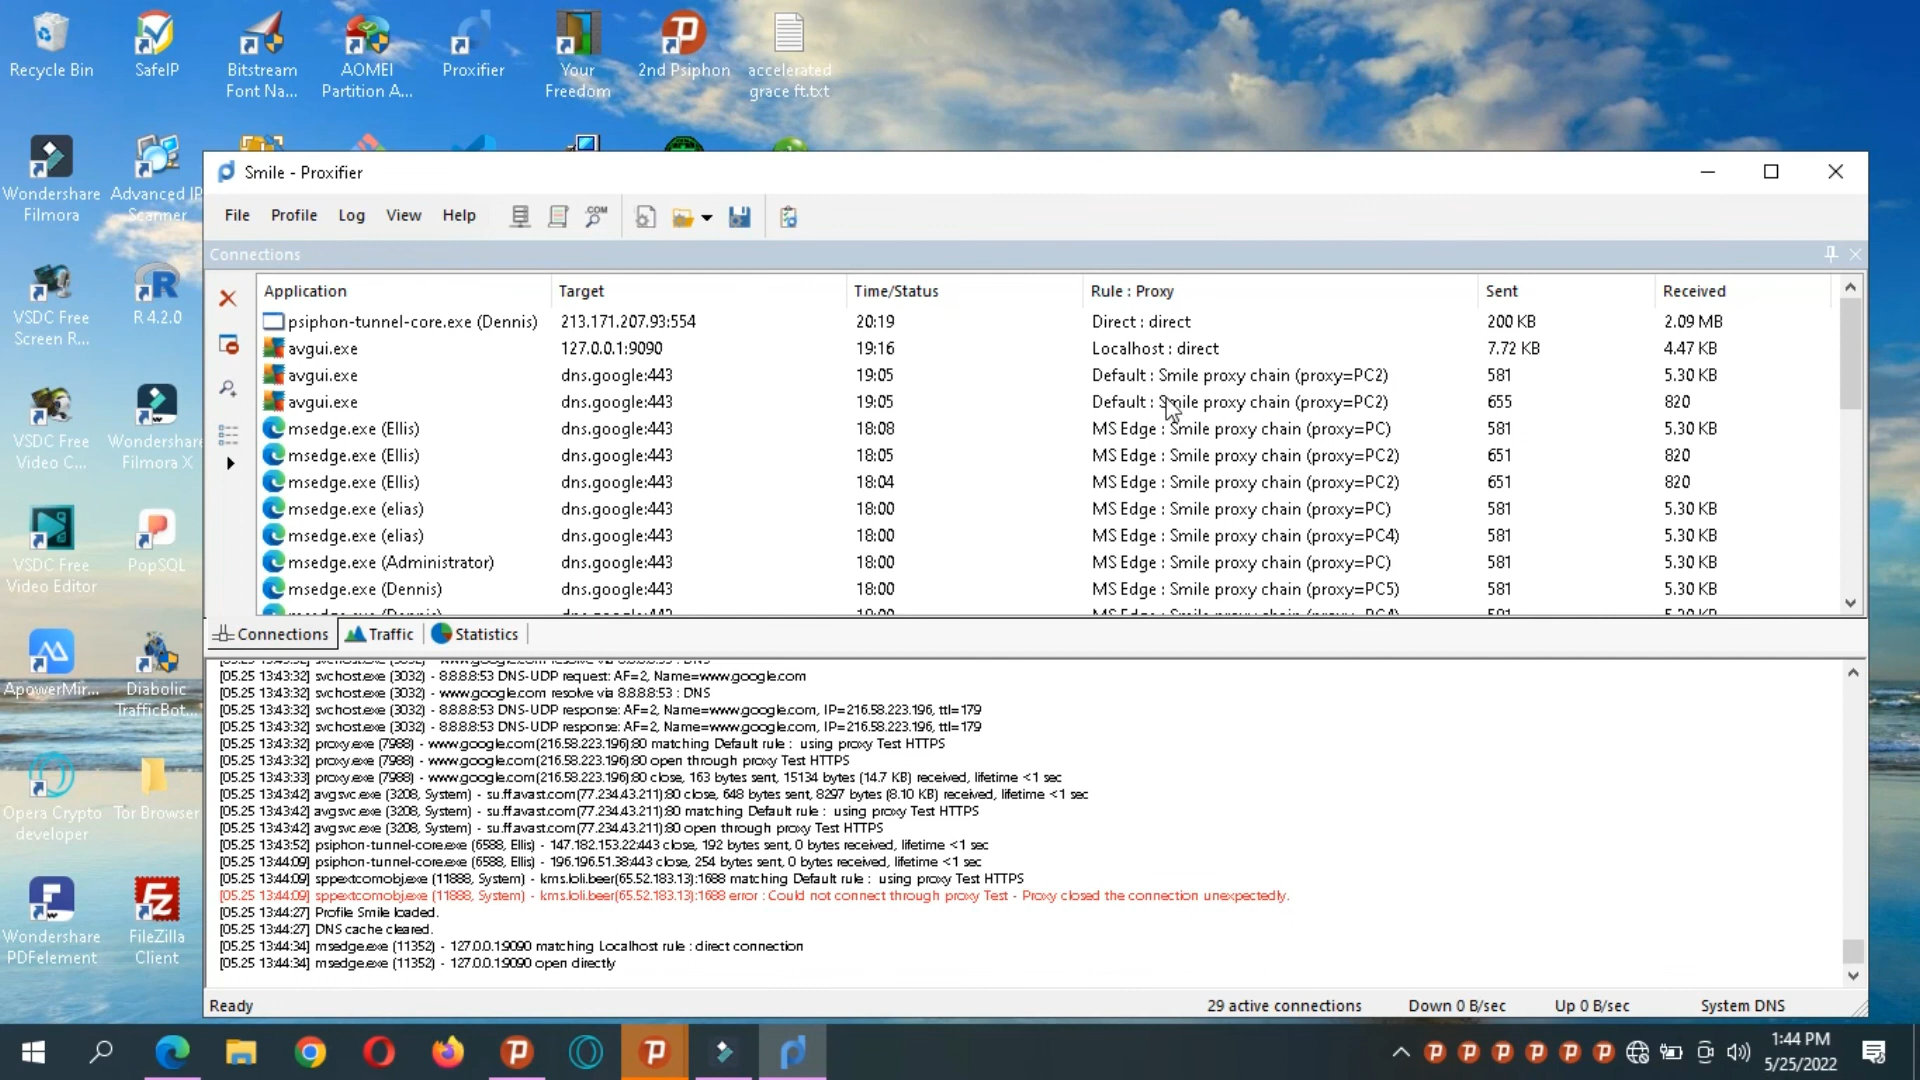 Recycle Bin
SafeIP
Bitstream
Font Na...
AOMEI
Partition A...
Proxifier
Your
Freedom
2nd Psiphon
accelerated
grace ft.txt
Wondershare
Filmora
Advanced IP
Scanner
VSDC Free
Screen R...
R 4.2.0
VSDC Free
Video C...
Wondershare
Filmora X
VSDC Free
Video Editor
PopSQL
ApowerMir...
Diabolic
TrafficBot...
Opera Crypto
developer
Tor Browser
Wondershare
PDFelement
FileZilla
Client
Smile - Proxifier
File Profile Log View Help
Connections
Application Target Time/Status Rule : Proxy Sent Received
psiphon-tunnel-core.exe (Dennis) 213.171.207.93:554 20:19 Direct : direct 200 KB 2.09 MB
avgui.exe 127.0.0.1:9090 19:16 Localhost : direct 7.72 KB 4.47 KB
avgui.exe dns.google:443 19:05 Default : Smile proxy chain (proxy=PC2) 581 5.30 KB
avgui.exe dns.google:443 19:05 Default : Smile proxy chain (proxy=PC2) 655 820
msedge.exe (Ellis) dns.google:443 18:08 MS Edge : Smile proxy chain (proxy=PC) 581 5.30 KB
msedge.exe (Ellis) dns.google:443 18:05 MS Edge : Smile proxy chain (proxy=PC2) 651 820
msedge.exe (Ellis) dns.google:443 18:04 MS Edge : Smile proxy chain (proxy=PC2) 651 820
msedge.exe (elias) dns.google:443 18:00 MS Edge : Smile proxy chain (proxy=PC) 581 5.30 KB
msedge.exe (elias) dns.google:443 18:00 MS Edge : Smile proxy chain (proxy=PC4) 581 5.30 KB
msedge.exe (Administrator) dns.google:443 18:00 MS Edge : Smile proxy chain (proxy=PC) 581 5.30 KB
msedge.exe (Dennis) dns.google:443 18:00 MS Edge : Smile proxy chain (proxy=PC5) 581 5.30 KB
Connections Traffic Statistics
[05.25 13:43:32] svchost.exe (3032) - 8.8.8.8:53 DNS-UDP request: AF=2, Name=www.google.com
[05.25 13:43:32] svchost.exe (3032) - www.google.com resolve via 8.8.8.8:53 : DNS
[05.25 13:43:32] svchost.exe (3032) - 8.8.8.8:53 DNS-UDP response: AF=2, Name=www.google.com, IP=216.58.223.196, ttl=179
[05.25 13:43:32] svchost.exe (3032) - 8.8.8.8:53 DNS-UDP response: AF=2, Name=www.google.com, IP=216.58.223.196, ttl=179
[05.25 13:43:32] proxy.exe (7988) - www.google.com(216.58.223.196):80 matching Default rule : using proxy Test HTTPS
[05.25 13:43:32] proxy.exe (7988) - www.google.com(216.58.223.196):80 open through proxy Test HTTPS
[05.25 13:43:33] proxy.exe (7988) - www.google.com(216.58.223.196):80 close, 163 bytes sent, 15134 bytes (14.7 KB) received, lifetime <1 sec
[05.25 13:43:42] avgsvc.exe (3208, System) - su.ff.avast.com(77.234.43.211):80 close, 648 bytes sent, 8297 bytes (8.10 KB) received, lifetime <1 sec
[05.25 13:43:42] avgsvc.exe (3208, System) - su.ff.avast.com(77.234.43.211):80 matching Default rule : using proxy Test HTTPS
[05.25 13:43:42] avgsvc.exe (3208, System) - su.ff.avast.com(77.234.43.211):80 open through proxy Test HTTPS
[05.25 13:43:52] psiphon-tunnel-core.exe (6588, Ellis) - 147.182.153.22:443 close, 192 bytes sent, 0 bytes received, lifetime <1 sec
[05.25 13:44:09] psiphon-tunnel-core.exe (6588, Ellis) - 196.196.51.38:443 close, 254 bytes sent, 0 bytes received, lifetime <1 sec
[05.25 13:44:09] sppextcomobj.exe (11888, System) - kms.loli.beer(65.52.183.13):1688 matching Default rule : using proxy Test HTTPS
[05.25 13:44:09] sppextcomobj.exe (11888, System) - kms.loli.beer(65.52.183.13):1688 error : Could not connect through proxy Test - Proxy closed the connection unexpectedly.
[05.25 13:44:27] Profile Smile loaded.
[05.25 13:44:27] DNS cache cleared.
[05.25 13:44:34] msedge.exe (11352) - 127.0.0.1:9090 matching Localhost rule : direct connection
[05.25 13:44:34] msedge.exe (11352) - 127.0.0.1:9090 open directly
Ready 29 active connections Down 0 B/sec Up 0 B/sec System DNS
1:44 PM
5/25/2022